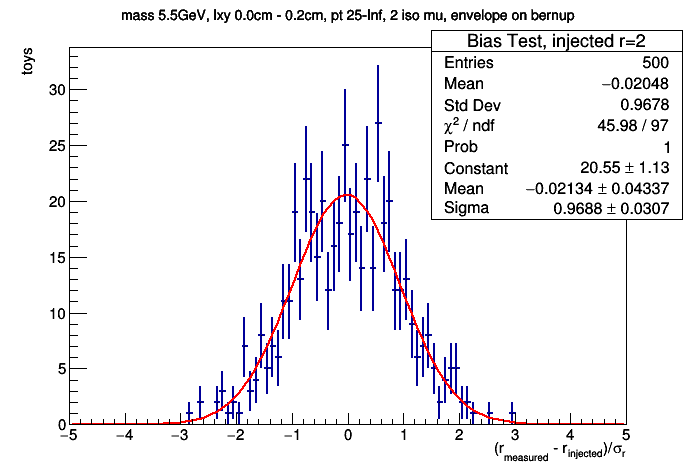 mass 5.5GeV, lxy 0.0cm - 0.2cm, pt 25-Inf, 2 iso mu, envelope on bernup
Bias Test, injected r=2
Entries 500
Mean −0.02048
Std Dev 0.9678
χ² / ndf 45.98 / 97
Prob 1
Constant 20.55 ± 1.13
Mean −0.02134 ± 0.04337
Sigma 0.9688 ± 0.0307
toys
30
25
20
15
10
5
0
−5 −4 −3 −2 −1 0 1 2 3 4 5
(r_measured - r_injected)/σ_r